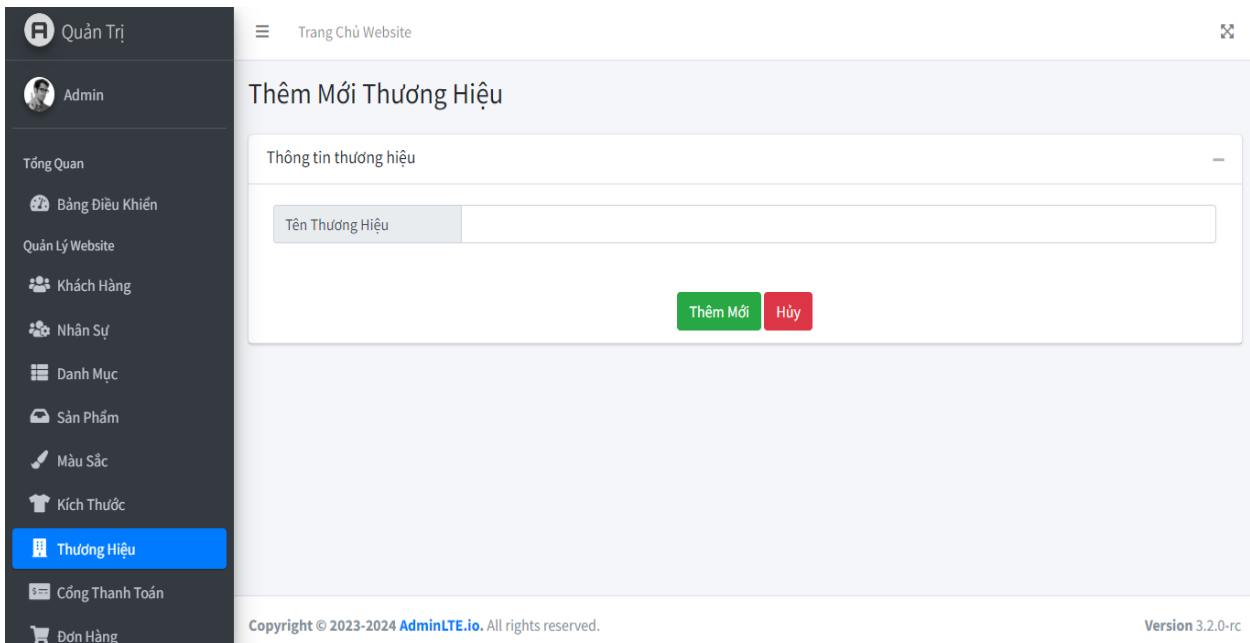 Quản Trị
Trang Chủ Website
Admin
Thêm Mới Thương Hiệu
Thông tin thương hiệu
Tên Thương Hiệu
Thêm Mới Hủy
Tổng Quan
Bảng Điều Khiển
Quản Lý Website
Khách Hàng
Nhân Sự
Danh Mục
Sản Phẩm
Màu Sắc
Kích Thước
Thương Hiệu
Cổng Thanh Toán
Đơn Hàng
Copyright © 2023-2024 AdminLTE.io. All rights reserved.
Version 3.2.0-rc